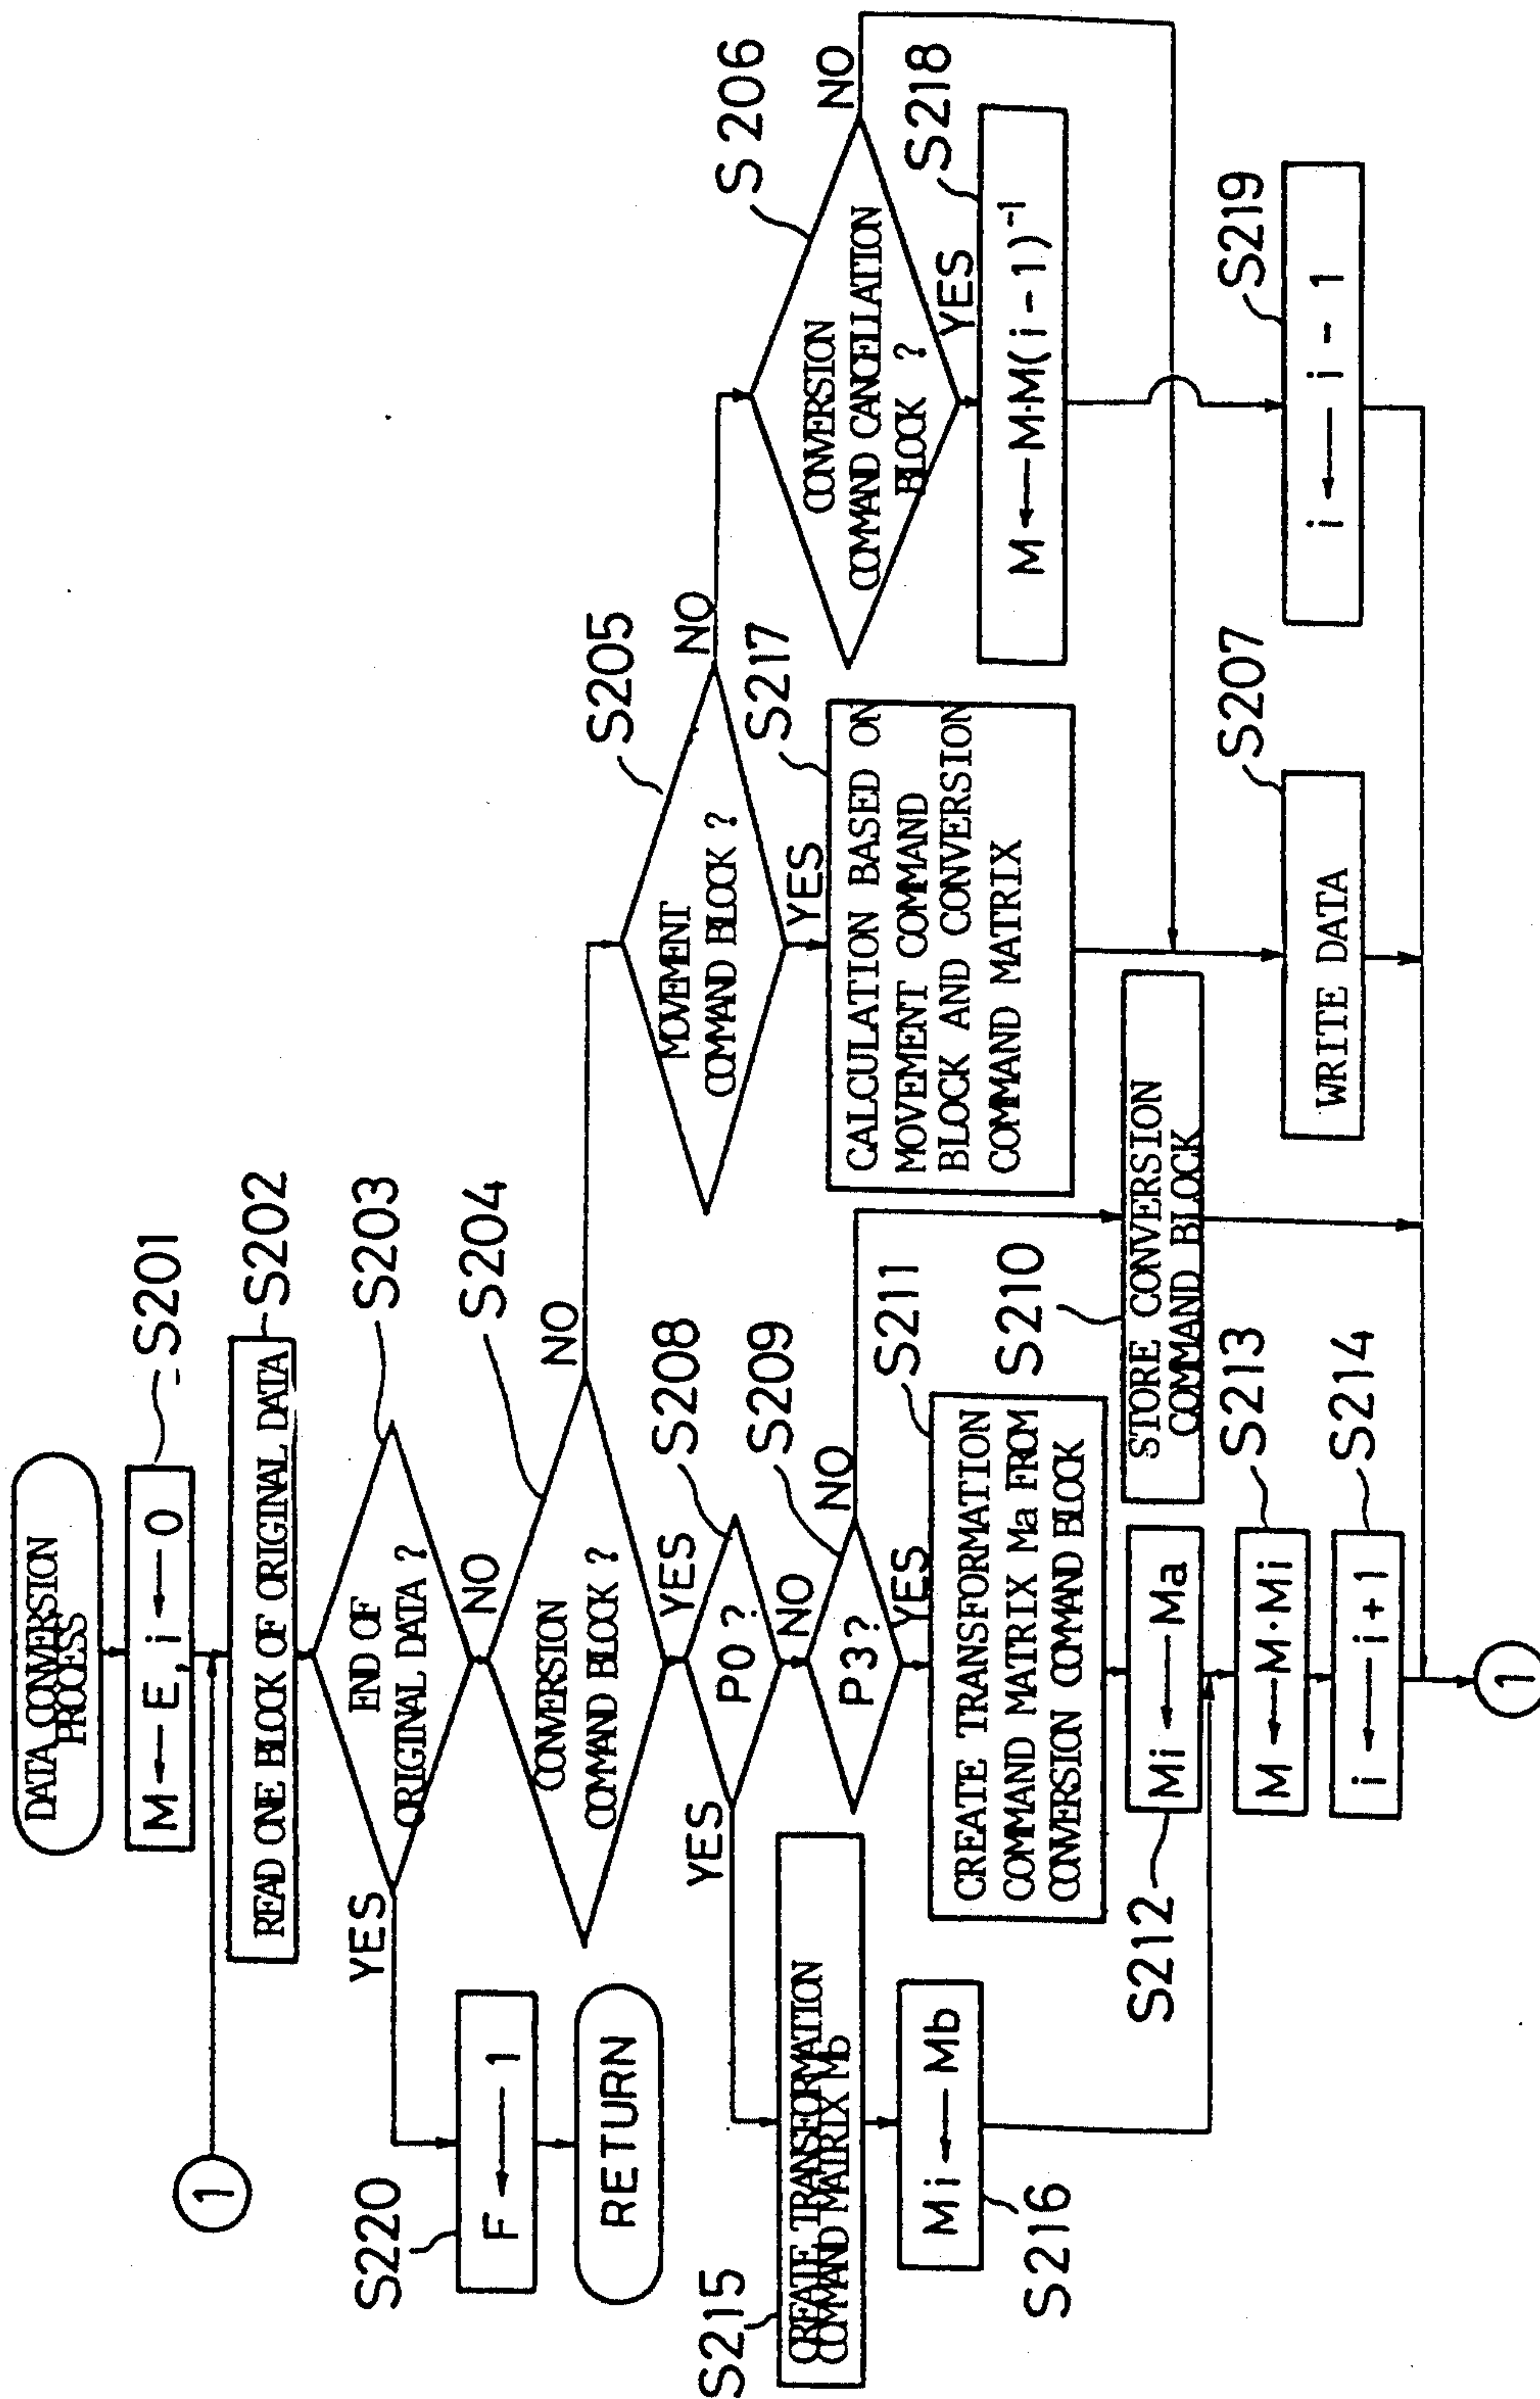 DATA CONVERSION
PROCESS
M ← E, i ← 0
S201
1
READ ONE BLOCK OF ORIGINAL DATA
S202
END OF
ORIGINAL DATA ?
S203
YES
NO
S220
F ← 1
RETURN
CONVERSION
COMMAND BLOCK ?
S204
NO
YES
MOVEMENT
COMMAND BLOCK ?
S205
NO
YES
CONVERSION
COMMAND CANCELLATION
BLOCK ?
S206
NO
YES
P0 ?
S208
YES
NO
S215
CREATE TRANSFORMATION
COMMAND MATRIX Mb
Mi ← Mb
S216
P3 ?
S209
NO
YES
CREATE TRANSFORMATION
COMMAND MATRIX Ma FROM
CONVERSION COMMAND BLOCK
S211
S210
STORE CONVERSION
COMMAND BLOCK
S212
Mi ← Ma
M ← M·Mi
S213
i ← i + 1
S214
S217
CALCULATION BASED ON
MOVEMENT COMMAND
BLOCK AND CONVERSION
COMMAND MATRIX
S218
M ← M·M(i − 1)⁻¹
S207
WRITE DATA
S219
i ← i − 1
1